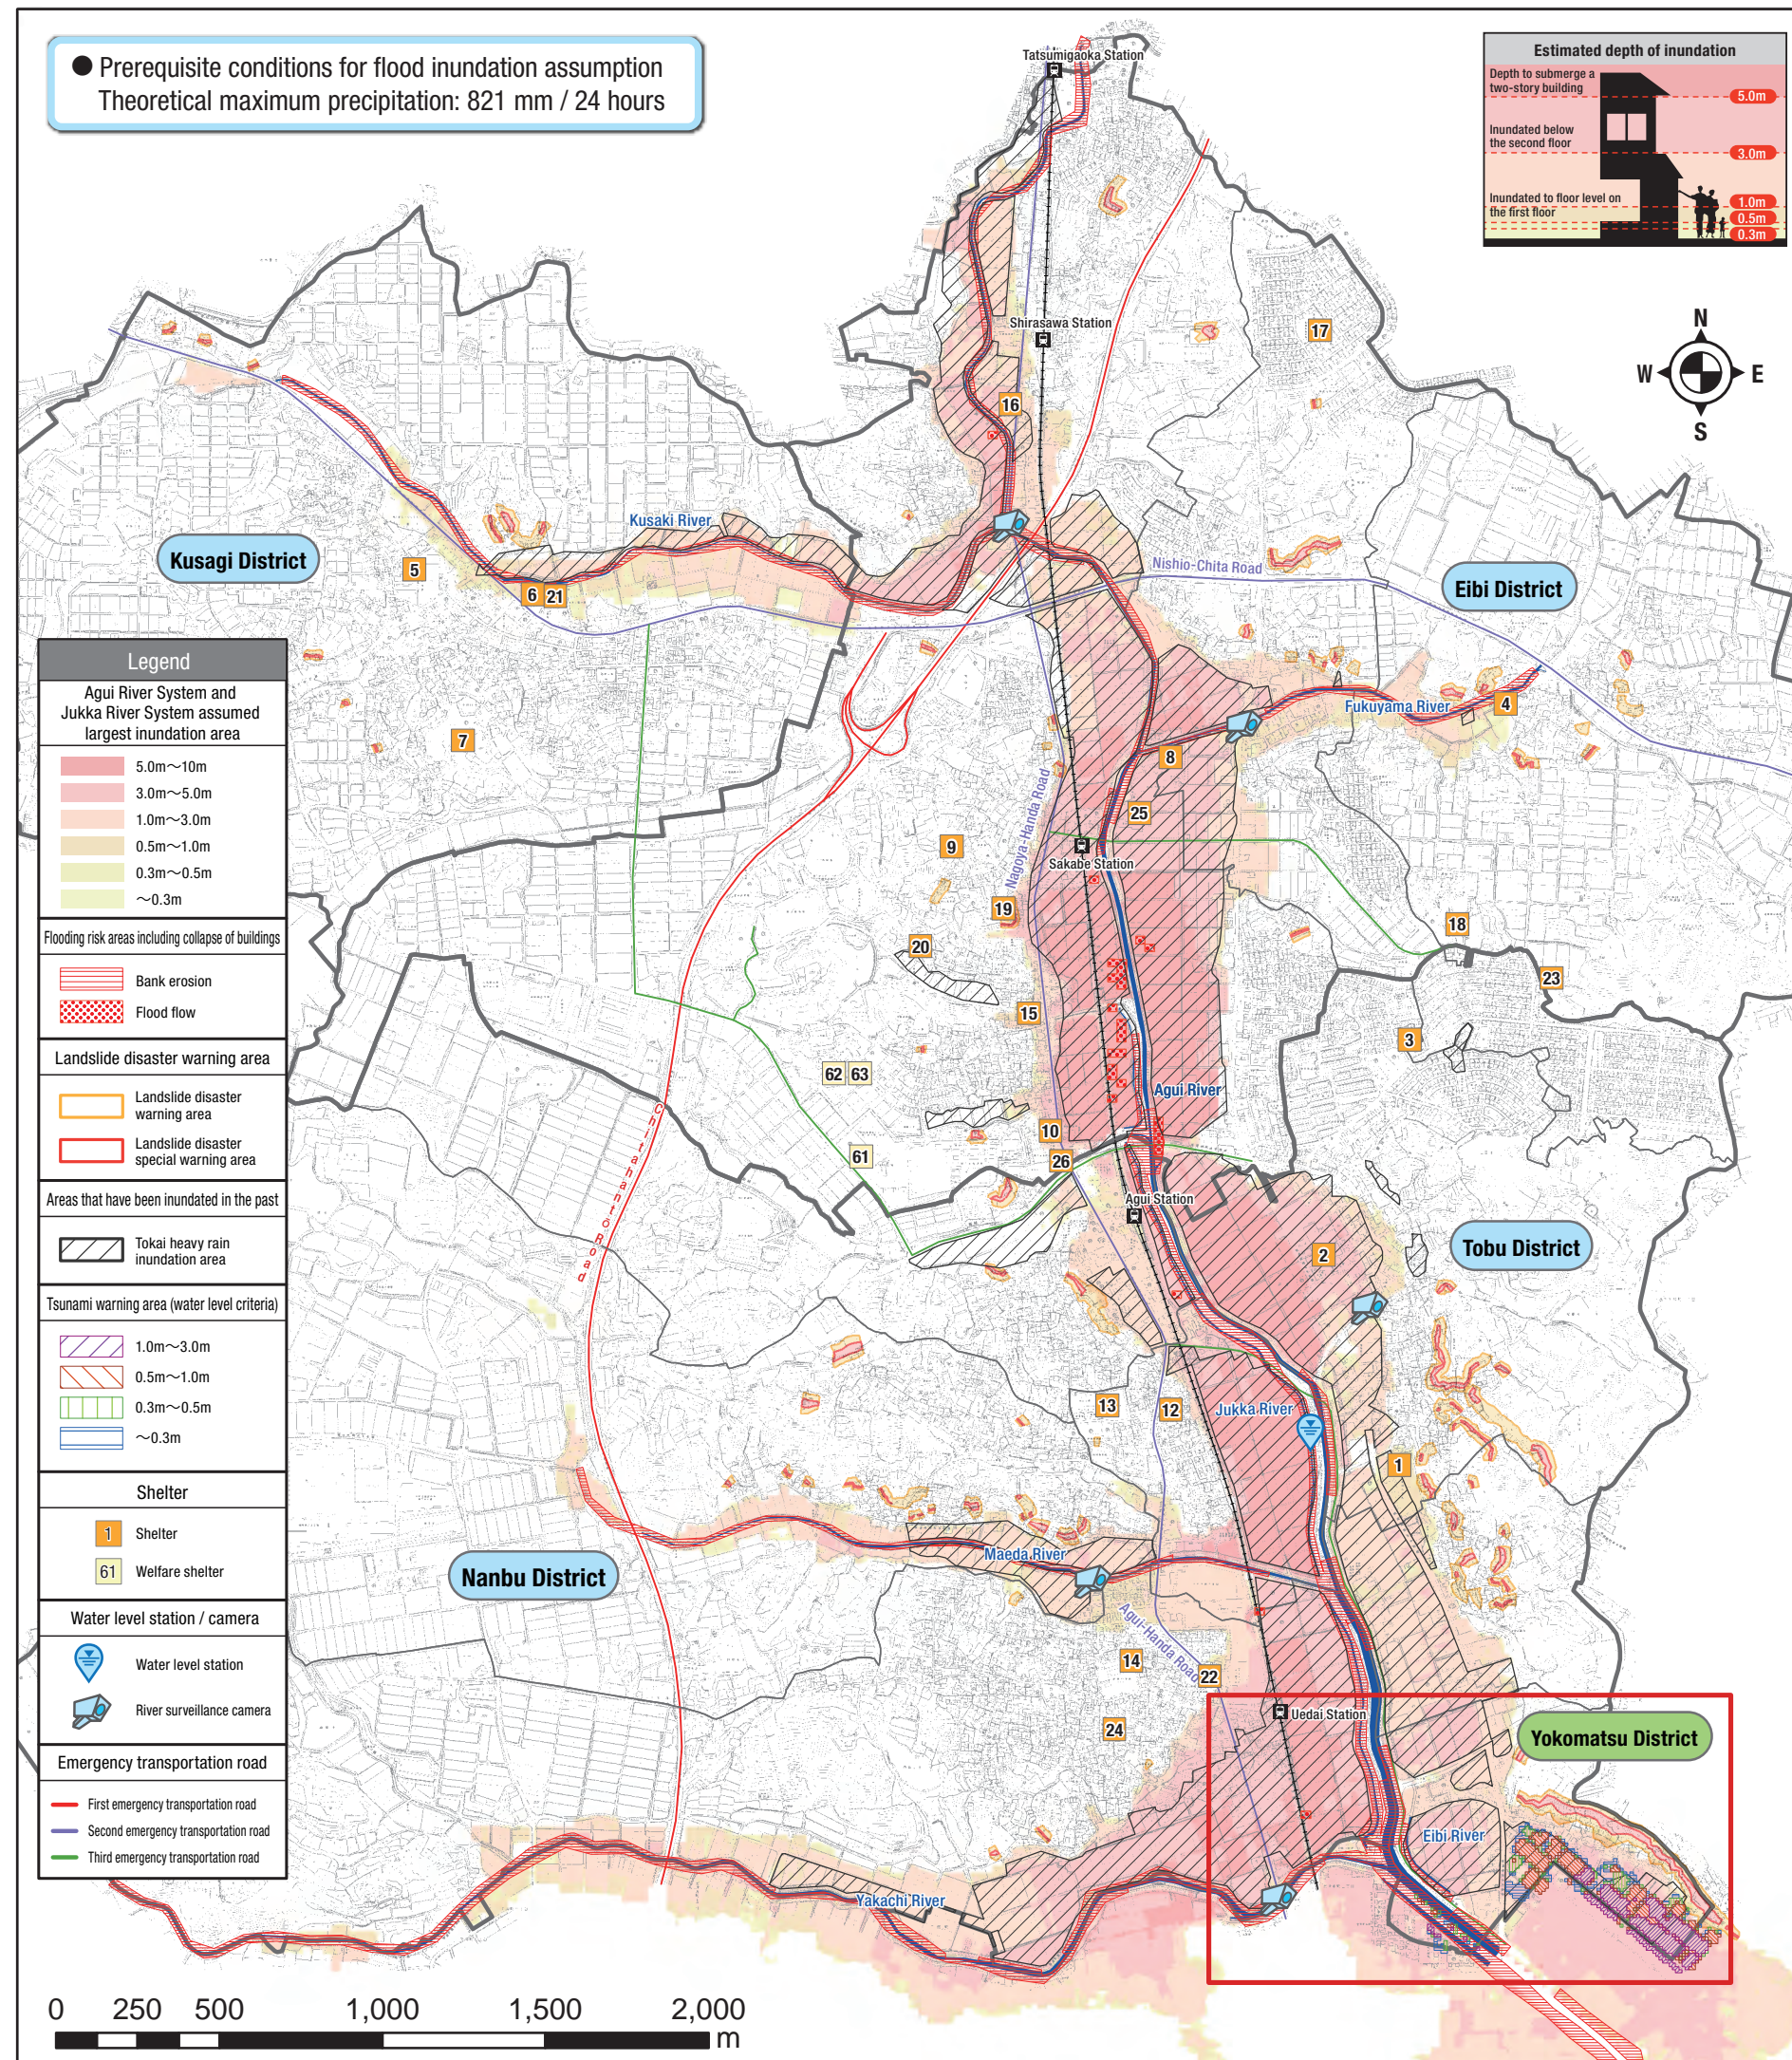 ● Prerequisite conditions for flood inundation assumption
Theoretical maximum precipitation: 821 mm / 24 hours
Estimated depth of inundation
Depth to submerge a
two-story building
5.0m
Inundated below
the second floor
3.0m
Inundated to floor level on
the first floor
1.0m
0.5m
0.3m
N
W
E
S
Tatsumigaoka Station
Shirasawa Station
17
16
Kusaki River
Kusagi District
5
6
21
Nishio-Chita Road
Eibi District
Fukuyama River
4
7
8
25
Nagoya-Handa Road
9
Sakabe Station
19
20
18
23
15
3
62
63
Agui River
Chitahantō Road
10
61
26
Agui Station
2
Tobu District
13
12
Jukka River
1
Maeda River
Nanbu District
Agui-Handa Road
14
22
24
Uedai Station
Yokomatsu District
Eibi River
Yakachi River
Legend
Agui River System and
Jukka River System assumed
largest inundation area
5.0m～10m
3.0m～5.0m
1.0m～3.0m
0.5m～1.0m
0.3m～0.5m
～0.3m
Flooding risk areas including collapse of buildings
Bank erosion
Flood flow
Landslide disaster warning area
Landslide disaster
warning area
Landslide disaster
special warning area
Areas that have been inundated in the past
Tokai heavy rain
inundation area
Tsunami warning area (water level criteria)
1.0m～3.0m
0.5m～1.0m
0.3m～0.5m
～0.3m
Shelter
1
Shelter
61
Welfare shelter
Water level station / camera
Water level station
River surveillance camera
Emergency transportation road
First emergency transportation road
Second emergency transportation road
Third emergency transportation road
0 250 500 1,000 1,500 2,000
m